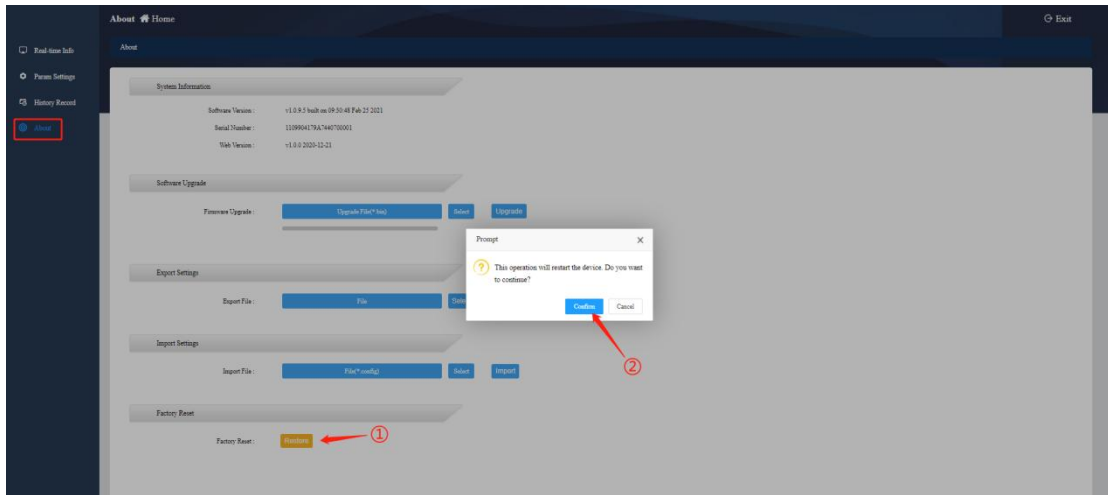 About Home
Exit
Real-time Info
Param Settings
History Record
About
About
System Information
Software Version :
v1.0.9.5 built on 09:50:48 Feb 25 2021
Serial Number :
1109904179A7440700001
Web Version :
v1.0.0 2020-12-21
Software Upgrade
Firmware Upgrade :
Upgrade File(*.bin)
Select
Upgrade
Prompt
This operation will restart the device. Do you want
to continue?
Confirm
Cancel
Export Settings
Export File :
File
Import Settings
Import File :
File(*.config)
Select
Import
②
Factory Reset
Factory Reset :
Restore
①